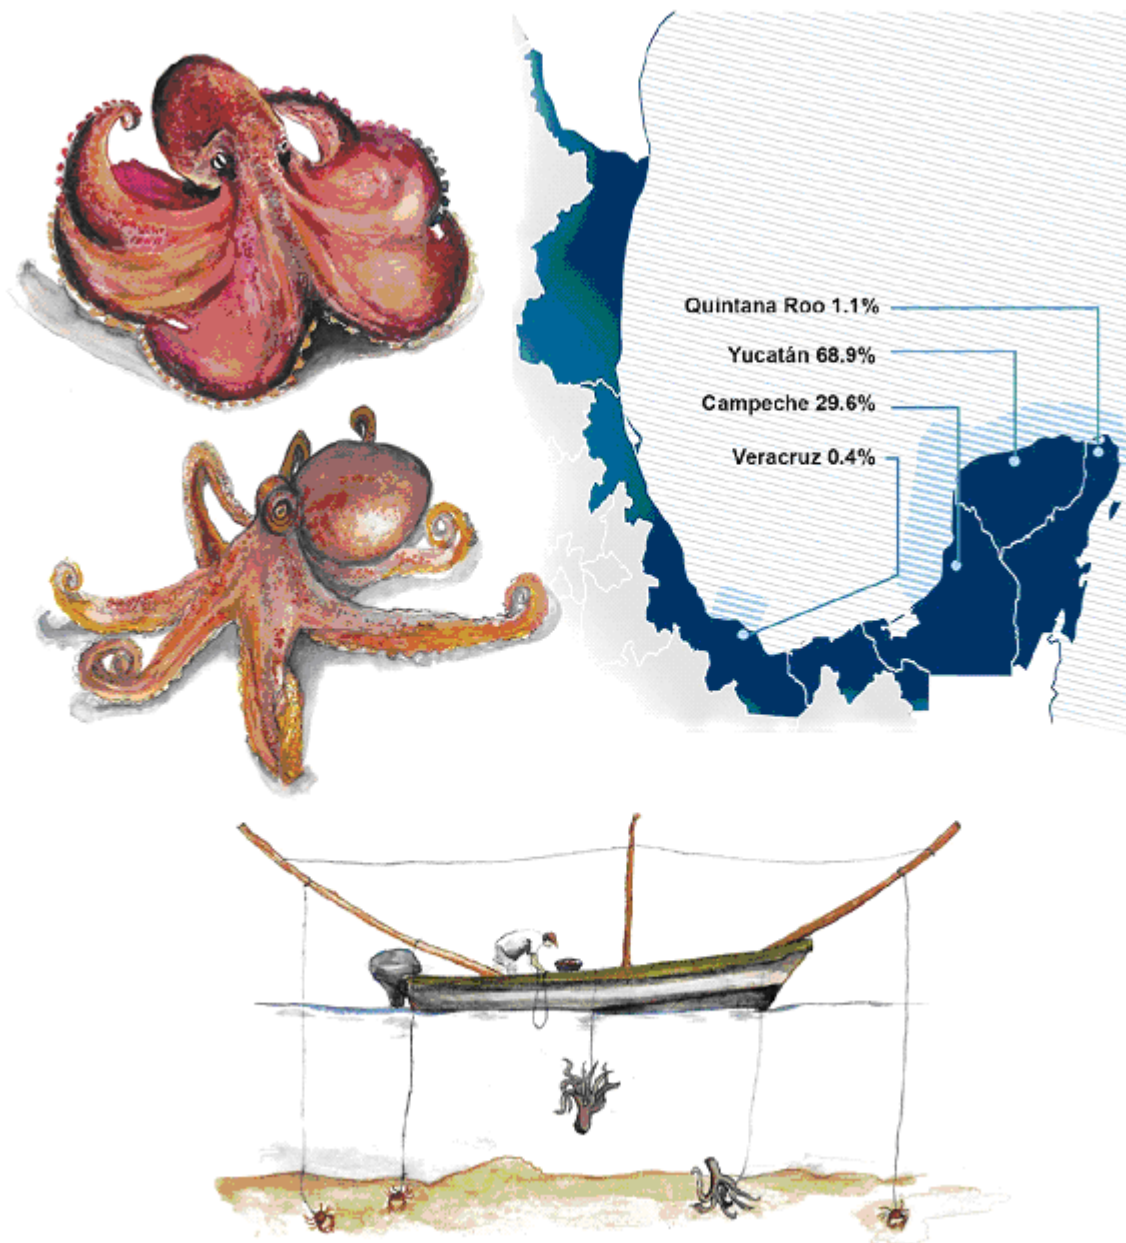 Quintana Roo 1.1%
Yucatán 68.9%
Campeche 29.6%
Veracruz 0.4%